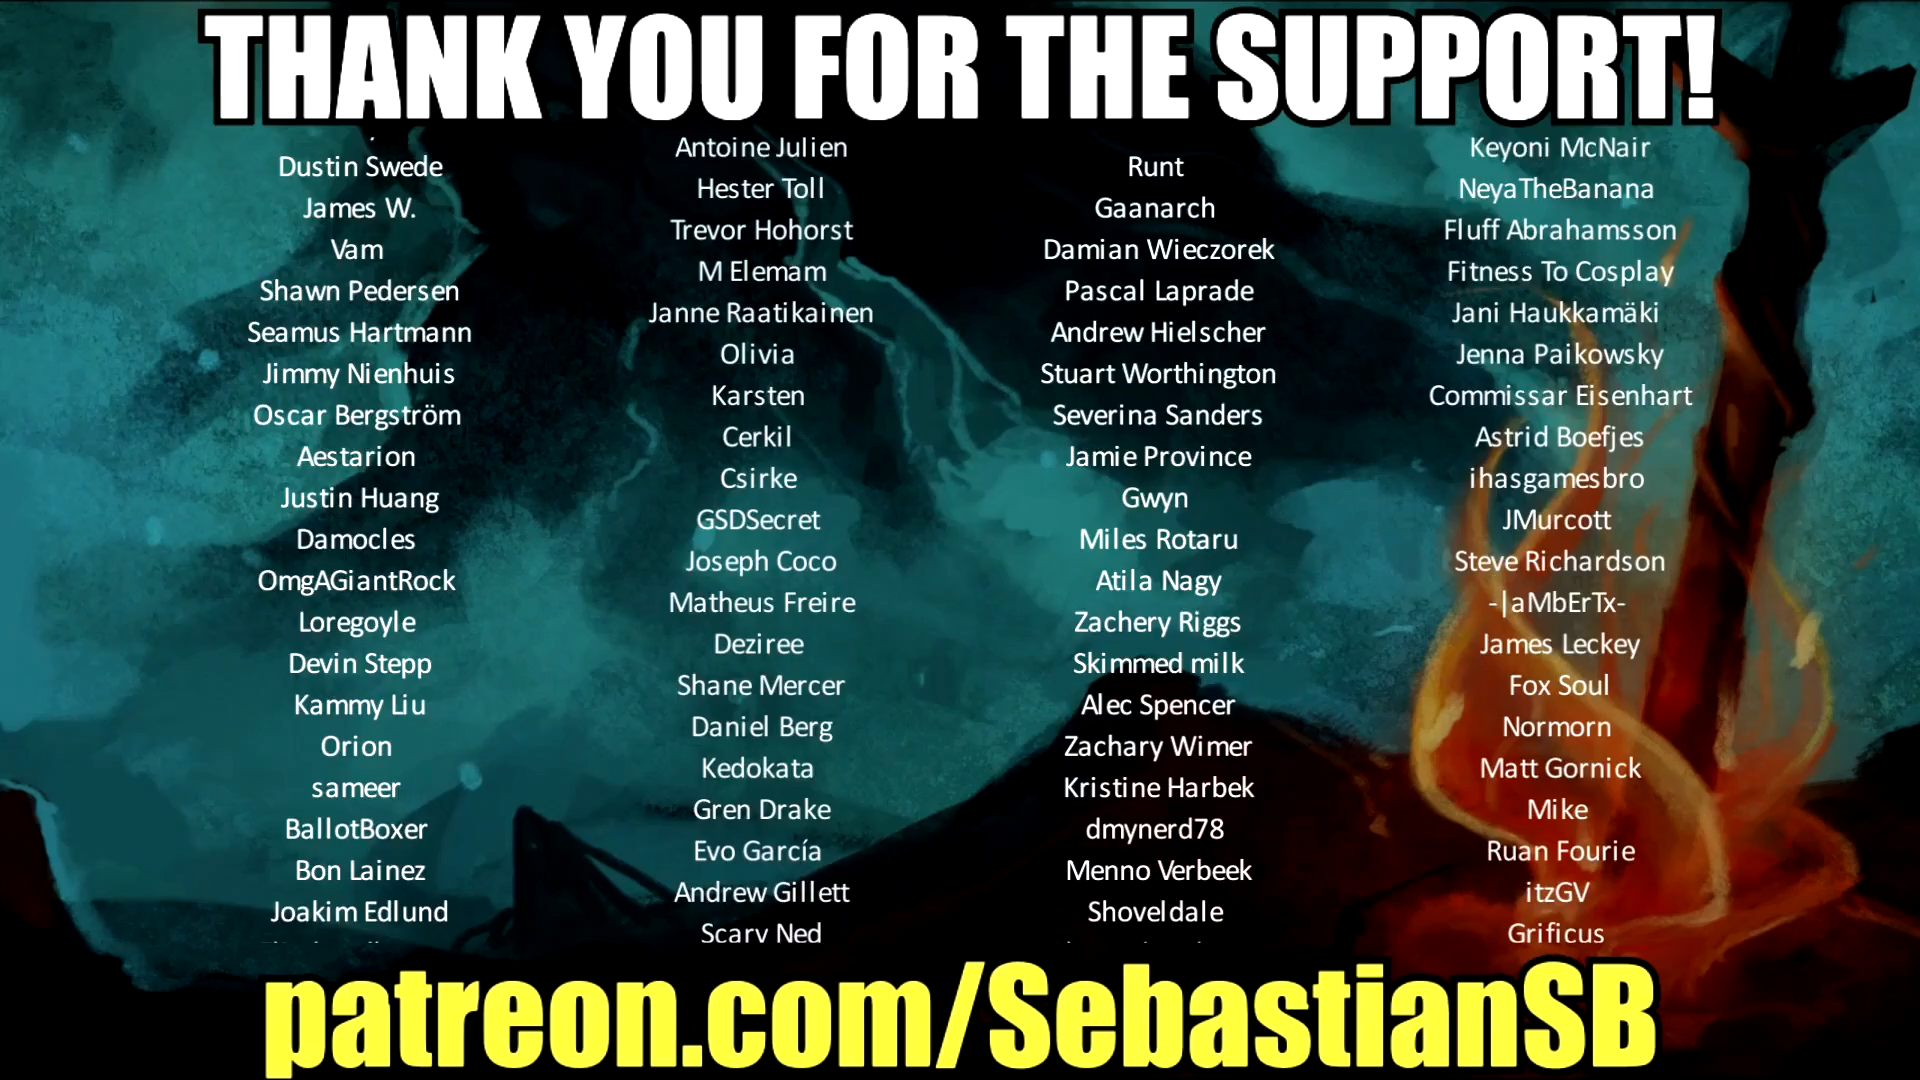 THANK YOU FOR THE SUPPORT!
Dustin Swede
James W.
Vam
Shawn Pedersen
Seamus Hartmann
Jimmy Nienhuis
Oscar Bergström
Aestarion
Justin Huang
Damocles
OmgAGiantRock
Loregoyle
Devin Stepp
Kammy Liu
Orion
sameer
BallotBoxer
Bon Lainez
Joakim Edlund
Antoine Julien
Hester Toll
Trevor Hohorst
M Elemam
Janne Raatikainen
Olivia
Karsten
Cerkil
Csirke
GSDSecret
Joseph Coco
Matheus Freire
Deziree
Shane Mercer
Daniel Berg
Kedokata
Gren Drake
Evo García
Andrew Gillett
Scary Ned
Runt
Gaanarch
Damian Wieczorek
Pascal Laprade
Andrew Hielscher
Stuart Worthington
Severina Sanders
Jamie Province
Gwyn
Miles Rotaru
Atila Nagy
Zachery Riggs
Skimmed milk
Alec Spencer
Zachary Wimer
Kristine Harbek
dmynerd78
Menno Verbeek
Shoveldale
Keyoni McNair
NeyaTheBanana
Fluff Abrahamsson
Fitness To Cosplay
Jani Haukkamäki
Jenna Paikowsky
Commissar Eisenhart
Astrid Boefjes
ihasgamesbro
JMurcott
Steve Richardson
-|aMbErTx-
James Leckey
Fox Soul
Normorn
Matt Gornick
Mike
Ruan Fourie
itzGV
Grificus
patreon.com/SebastianSB